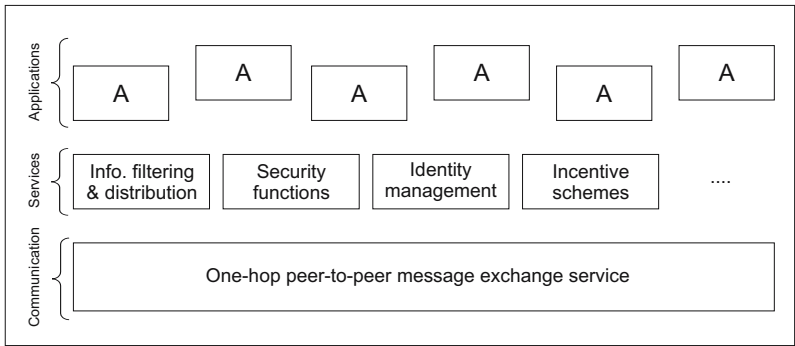 Applications
A
A
A
A
A
A
Services
Info. filtering
& distribution
Security
functions
Identity
management
Incentive
schemes
....
Communication
One-hop peer-to-peer message exchange service